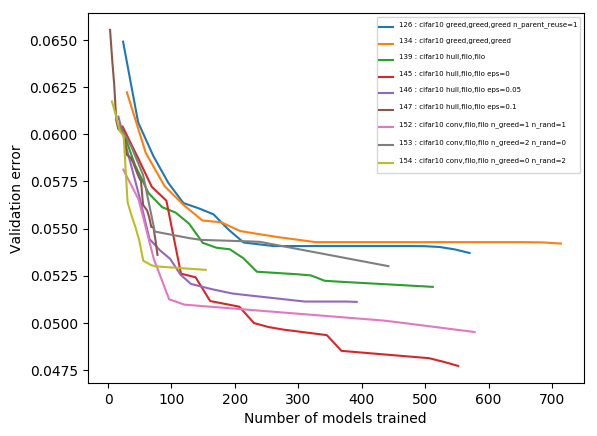 126 : cifar10 greed,greed,greed n_parent_reuse=1
134 : cifar10 greed,greed,greed
139 : cifar10 hull,filo,filo
145 : cifar10 hull,filo,filo eps=0
146 : cifar10 hull,filo,filo eps=0.05
147 : cifar10 hull,filo,filo eps=0.1
152 : cifar10 conv,filo,filo n_greed=1 n_rand=1
153 : cifar10 conv,filo,filo n_greed=2 n_rand=0
154 : cifar10 conv,filo,filo n_greed=0 n_rand=2
Validation error
0.0650
0.0625
0.0600
0.0575
0.0550
0.0525
0.0500
0.0475
0 100 200 300 400 500 600 700
Number of models trained